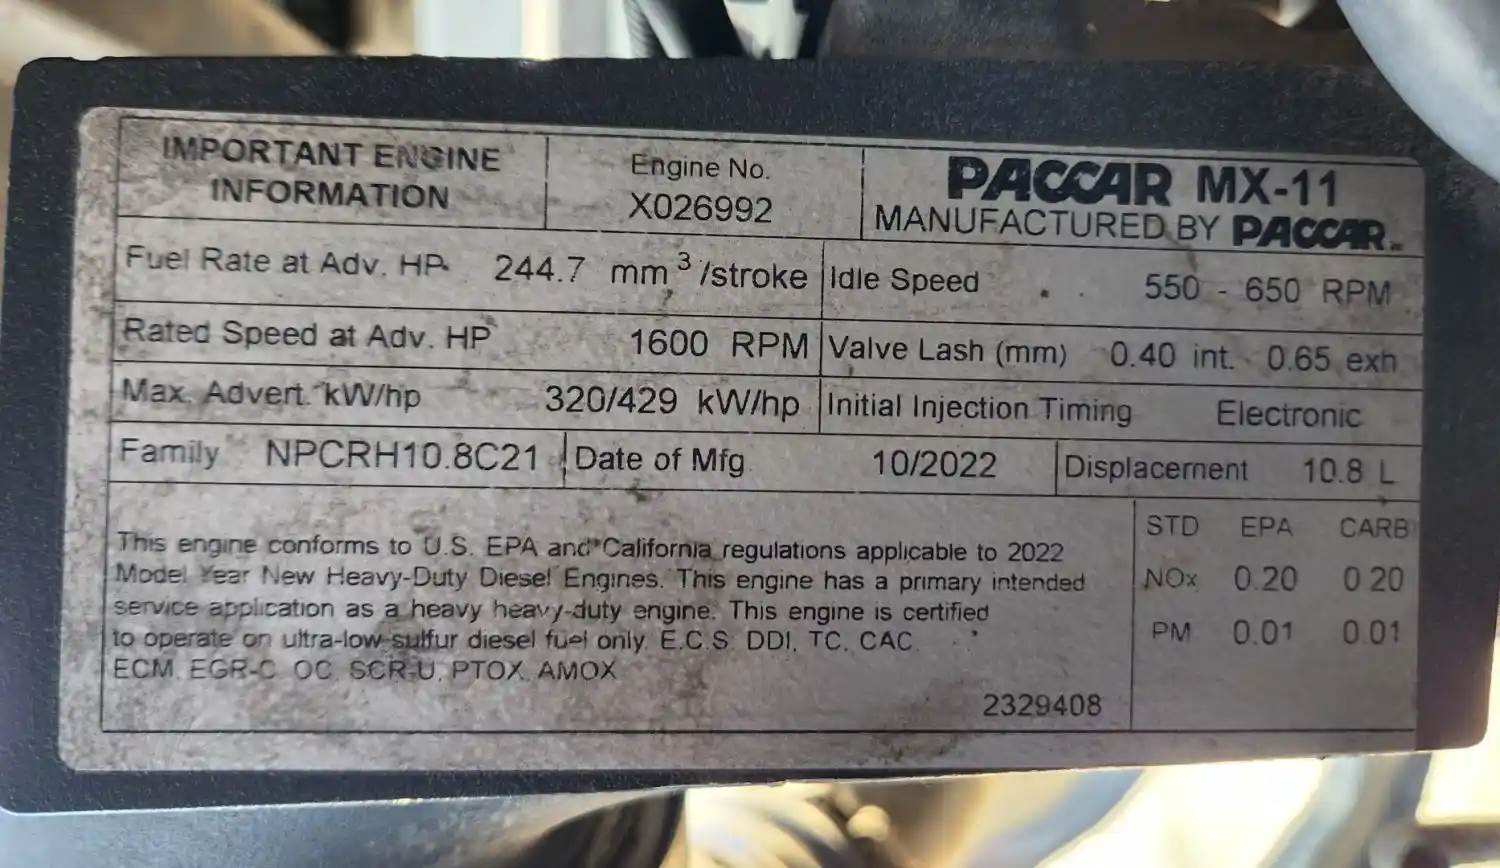 IMPORTANT ENGINE
INFORMATION
Engine No.
X026992
PACCAR MX-11
MANUFACTURED BY PACCAR
Fuel Rate at Adv. HP 244.7 mm³/stroke
Idle Speed 550 - 650 RPM
Rated Speed at Adv. HP 1600 RPM
Valve Lash (mm) 0.40 int. 0.65 exh
Max. Advert. kW/hp 320/429 kW/hp
Initial Injection Timing Electronic
Family NPCRH10.8C21
Date of Mfg 10/2022
Displacement 10.8 L
This engine conforms to U.S. EPA and California regulations applicable to 2022
Model Year New Heavy-Duty Diesel Engines. This engine has a primary intended
service application as a heavy heavy-duty engine. This engine is certified
to operate on ultra-low-sulfur diesel fuel only. E.C.S. DDI, TC, CAC,
ECM, EGR-C, OC, SCR-U, PTOX, AMOX
2329408
STD EPA CARB
NOx 0.20 0.20
PM 0.01 0.01